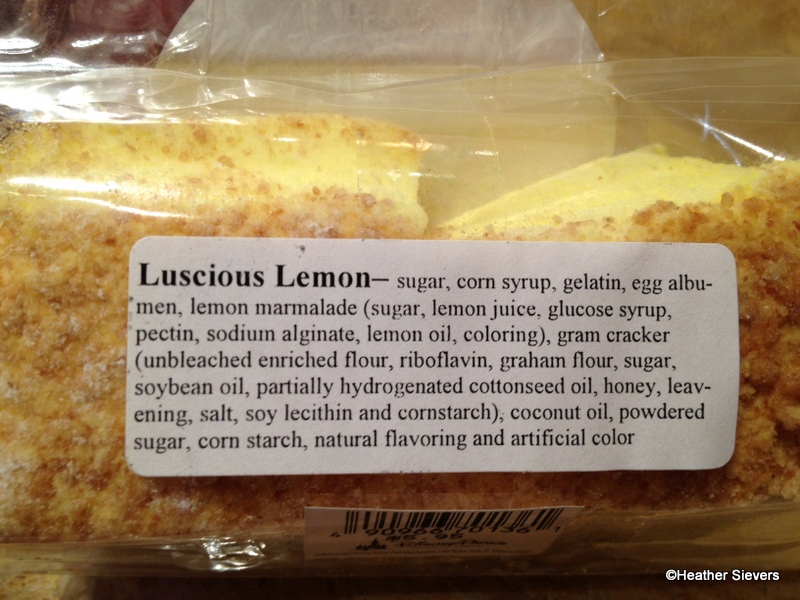 Luscious Lemon– sugar, corn syrup, gelatin, egg albu-
men, lemon marmalade (sugar, lemon juice, glucose syrup,
pectin, sodium alginate, lemon oil, coloring), gram cracker
(unbleached enriched flour, riboflavin, graham flour, sugar,
soybean oil, partially hydrogenated cottonseed oil, honey, leav-
ening, salt, soy lecithin and cornstarch), coconut oil, powdered
sugar, corn starch, natural flavoring and artificial color
$5.95
©Heather Sievers